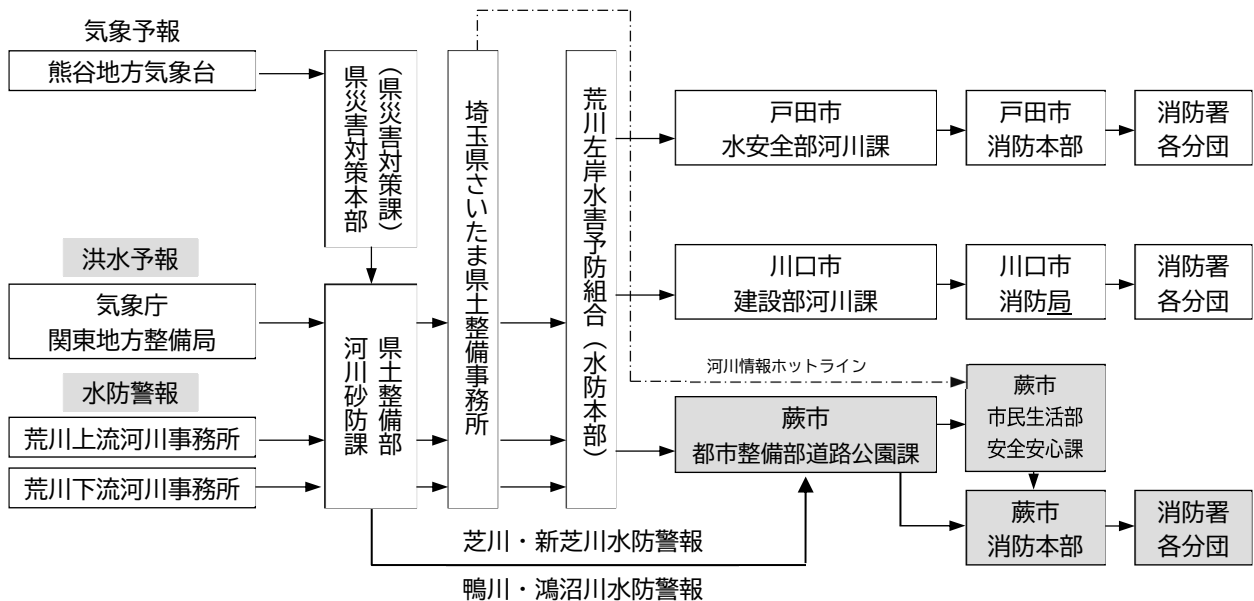 気象予報
熊谷地方気象台
洪水予報
気象庁
関東地方整備局
水防警報
荒川上流河川事務所
荒川下流河川事務所
（県災害対策課）
県災害対策本部
県土整備部
河川砂防課
埼玉県さいたま県土整備事務所
荒川左岸水害予防組合（水防本部）
戸田市
水安全部河川課
戸田市
消防本部
消防署
各分団
川口市
建設部河川課
川口市
消防局
消防署
各分団
河川情報ホットライン
蕨市
都市整備部道路公園課
蕨市
市民生活部
安全安心課
蕨市
消防本部
消防署
各分団
芝川・新芝川水防警報
鴨川・鴻沼川水防警報